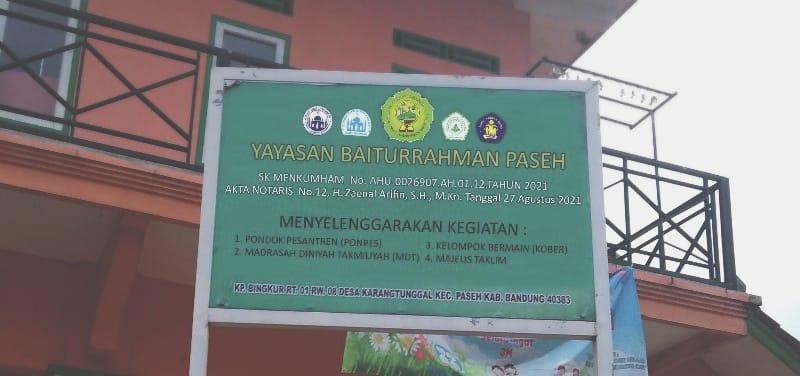 YAYASAN BAITURRAHMAN PASEH
SK MENKUMHAM No. AHU 0026907.AH.01.12.TAHUN 2021
AKTA NOTARIS No.12, H. Zaenal Arifin, S.H., M.Kn. Tanggal 27 Agustus 2021
MENYELENGGARAKAN KEGIATAN :
1. PONDOK PESANTREN (PONPES)
2. MADRASAH DINIYAH TAKMILIYAH (MDT)
3. KELOMPOK BERMAIN (KOBER)
4. MAJELIS TAKLIM
KP. BINGKUR RT. 01 RW. 08 DESA KARANGTUNGGAL KEC. PASEH KAB. BANDUNG 40383
3M